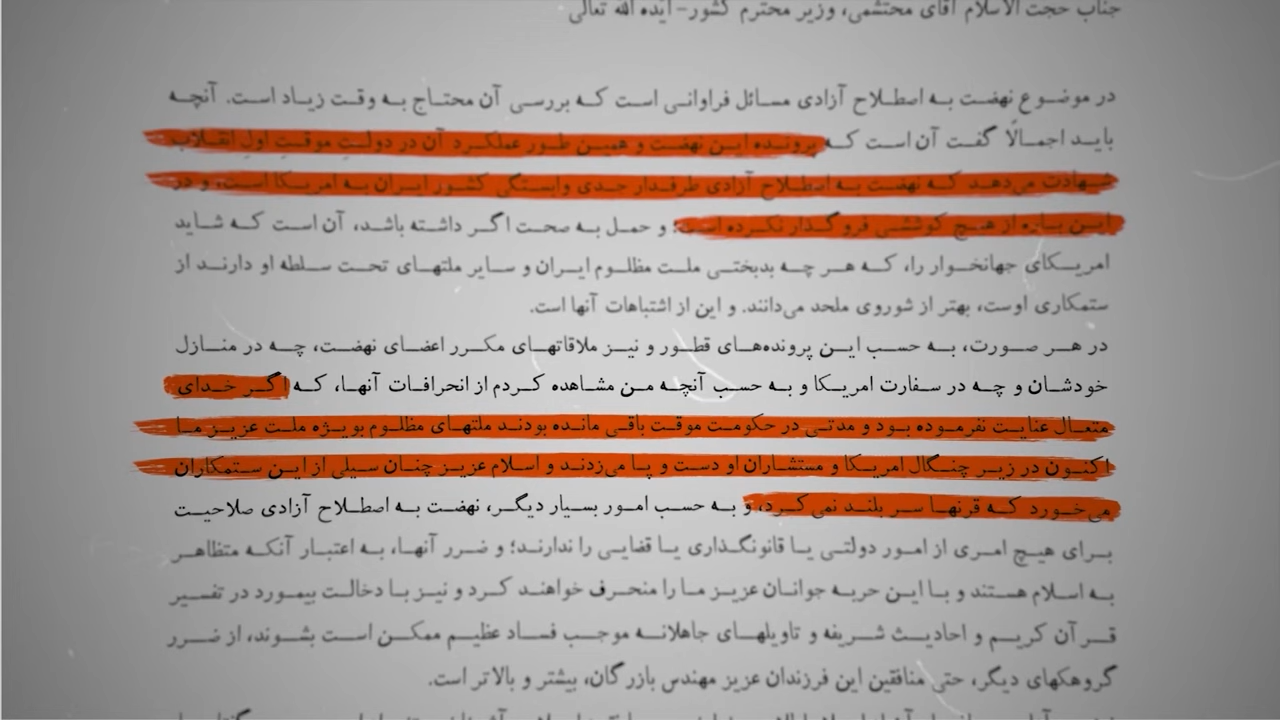 جناب حجت الاسلام آقای محتشمی، وزیر محترم کشور- ایده الله تعالی
در موضوع نهضت به اصطلاح آزادی مسائل فراوانی است که بررسی آن محتاج به وقت زیاد است. آنچه
باید اجمالاً گفت آن است که پرونده این نهضت و همین طور عملکرد آن در دولتِ موقتِ اولِ انقلاب
شهادت می‌دهد که نهضت به اصطلاح آزادی طرفدار جدی وابستگی کشور ایران به امریکا است، و در
این باره از هیچ کوششی فروگذار نکرده است؛ و حمل به صحت اگر داشته باشد، آن است که شاید
امریکای جهانخوار را، که هر چه بدبختی ملت مظلوم ایران و سایر ملتهای تحت سلطه او دارند از
ستمکاری اوست، بهتر از شوروی ملحد می‌دانند. و این از اشتباهات آنها است.
در هر صورت، به حسب این پرونده‌های قطور و نیز ملاقاتهای مکرر اعضای نهضت، چه در منازل
خودشان و چه در سفارت امریکا و به حسب آنچه من مشاهده کردم از انحرافات آنها، که اگر خدای
متعال عنایت نفرموده بود و مدتی در حکومت موقت باقی مانده بودند ملتهای مظلوم بویژه ملت عزیز ما
اکنون در زیر چنگال امریکا و مستشاران او دست و پا می‌زدند و اسلام عزیز چنان سیلی از این ستمکاران
می‌خورد که قرنها سر بلند نمی‌کرد، و به حسب امور بسیار دیگر، نهضت به اصطلاح آزادی صلاحیت
برای هیچ امری از امور دولتی یا قانونگذاری یا قضایی را ندارند؛ و ضرر آنها، به اعتبار آنکه متظاهر
به اسلام هستند و با این حربه جوانان عزیز ما را منحرف خواهند کرد و نیز با دخالت بیمورد در تفسیر
قرآن کریم و احادیث شریفه و تاویلهای جاهلانه موجب فساد عظیم ممکن است بشوند، از ضرر
گروهکهای دیگر، حتی منافقین این فرزندان عزیز مهندس بازرگان، بیشتر و بالاتر است.